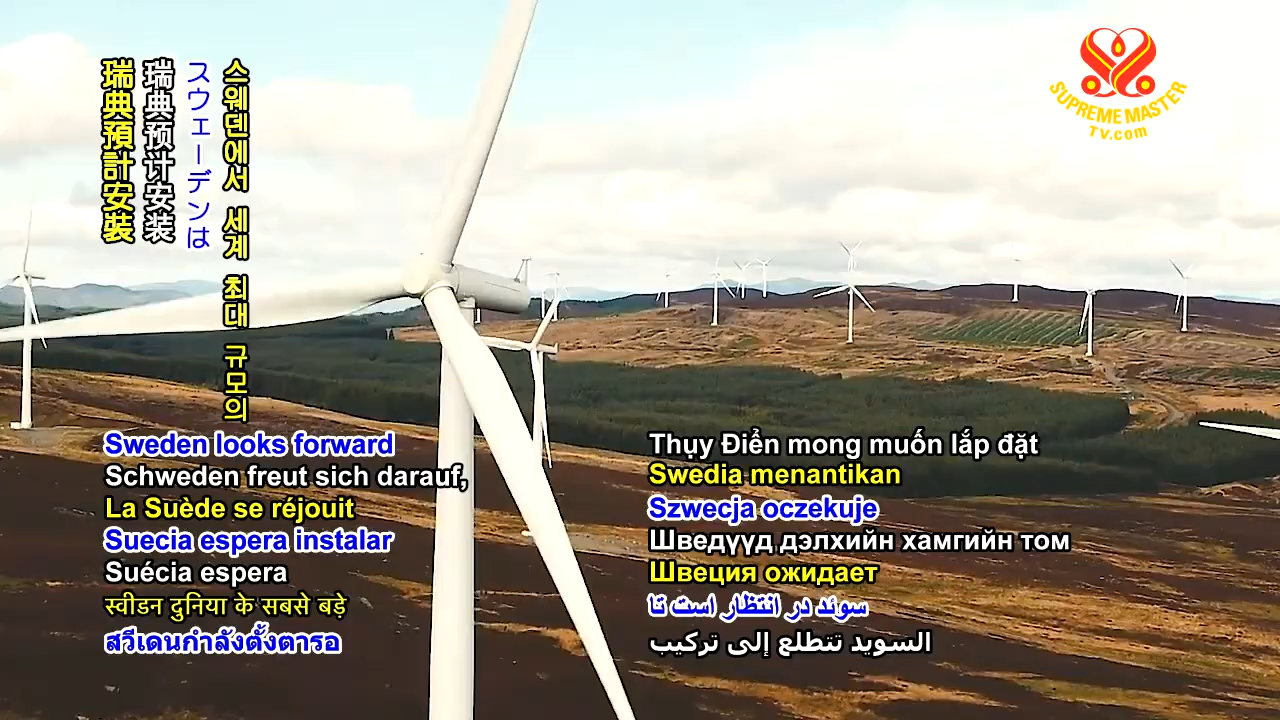 瑞典預計安裝
瑞典预计安装
スウェーデンは
스웨덴에서 세계 최대 규모의
SUPREME MASTER
TV.com
Sweden looks forward
Schweden freut sich darauf,
La Suède se réjouit
Suecia espera instalar
Suécia espera
स्वीडन दुनिया के सबसे बड़े
สวีเดนกำลังตั้งตารอ
Thụy Điển mong muốn lắp đặt
Swedia menantikan
Szwecja oczekuje
Шведүүд дэлхийн хамгийн том
Швеция ожидает
سوئد در انتظار است تا
السويد تتطلع إلى تركيب